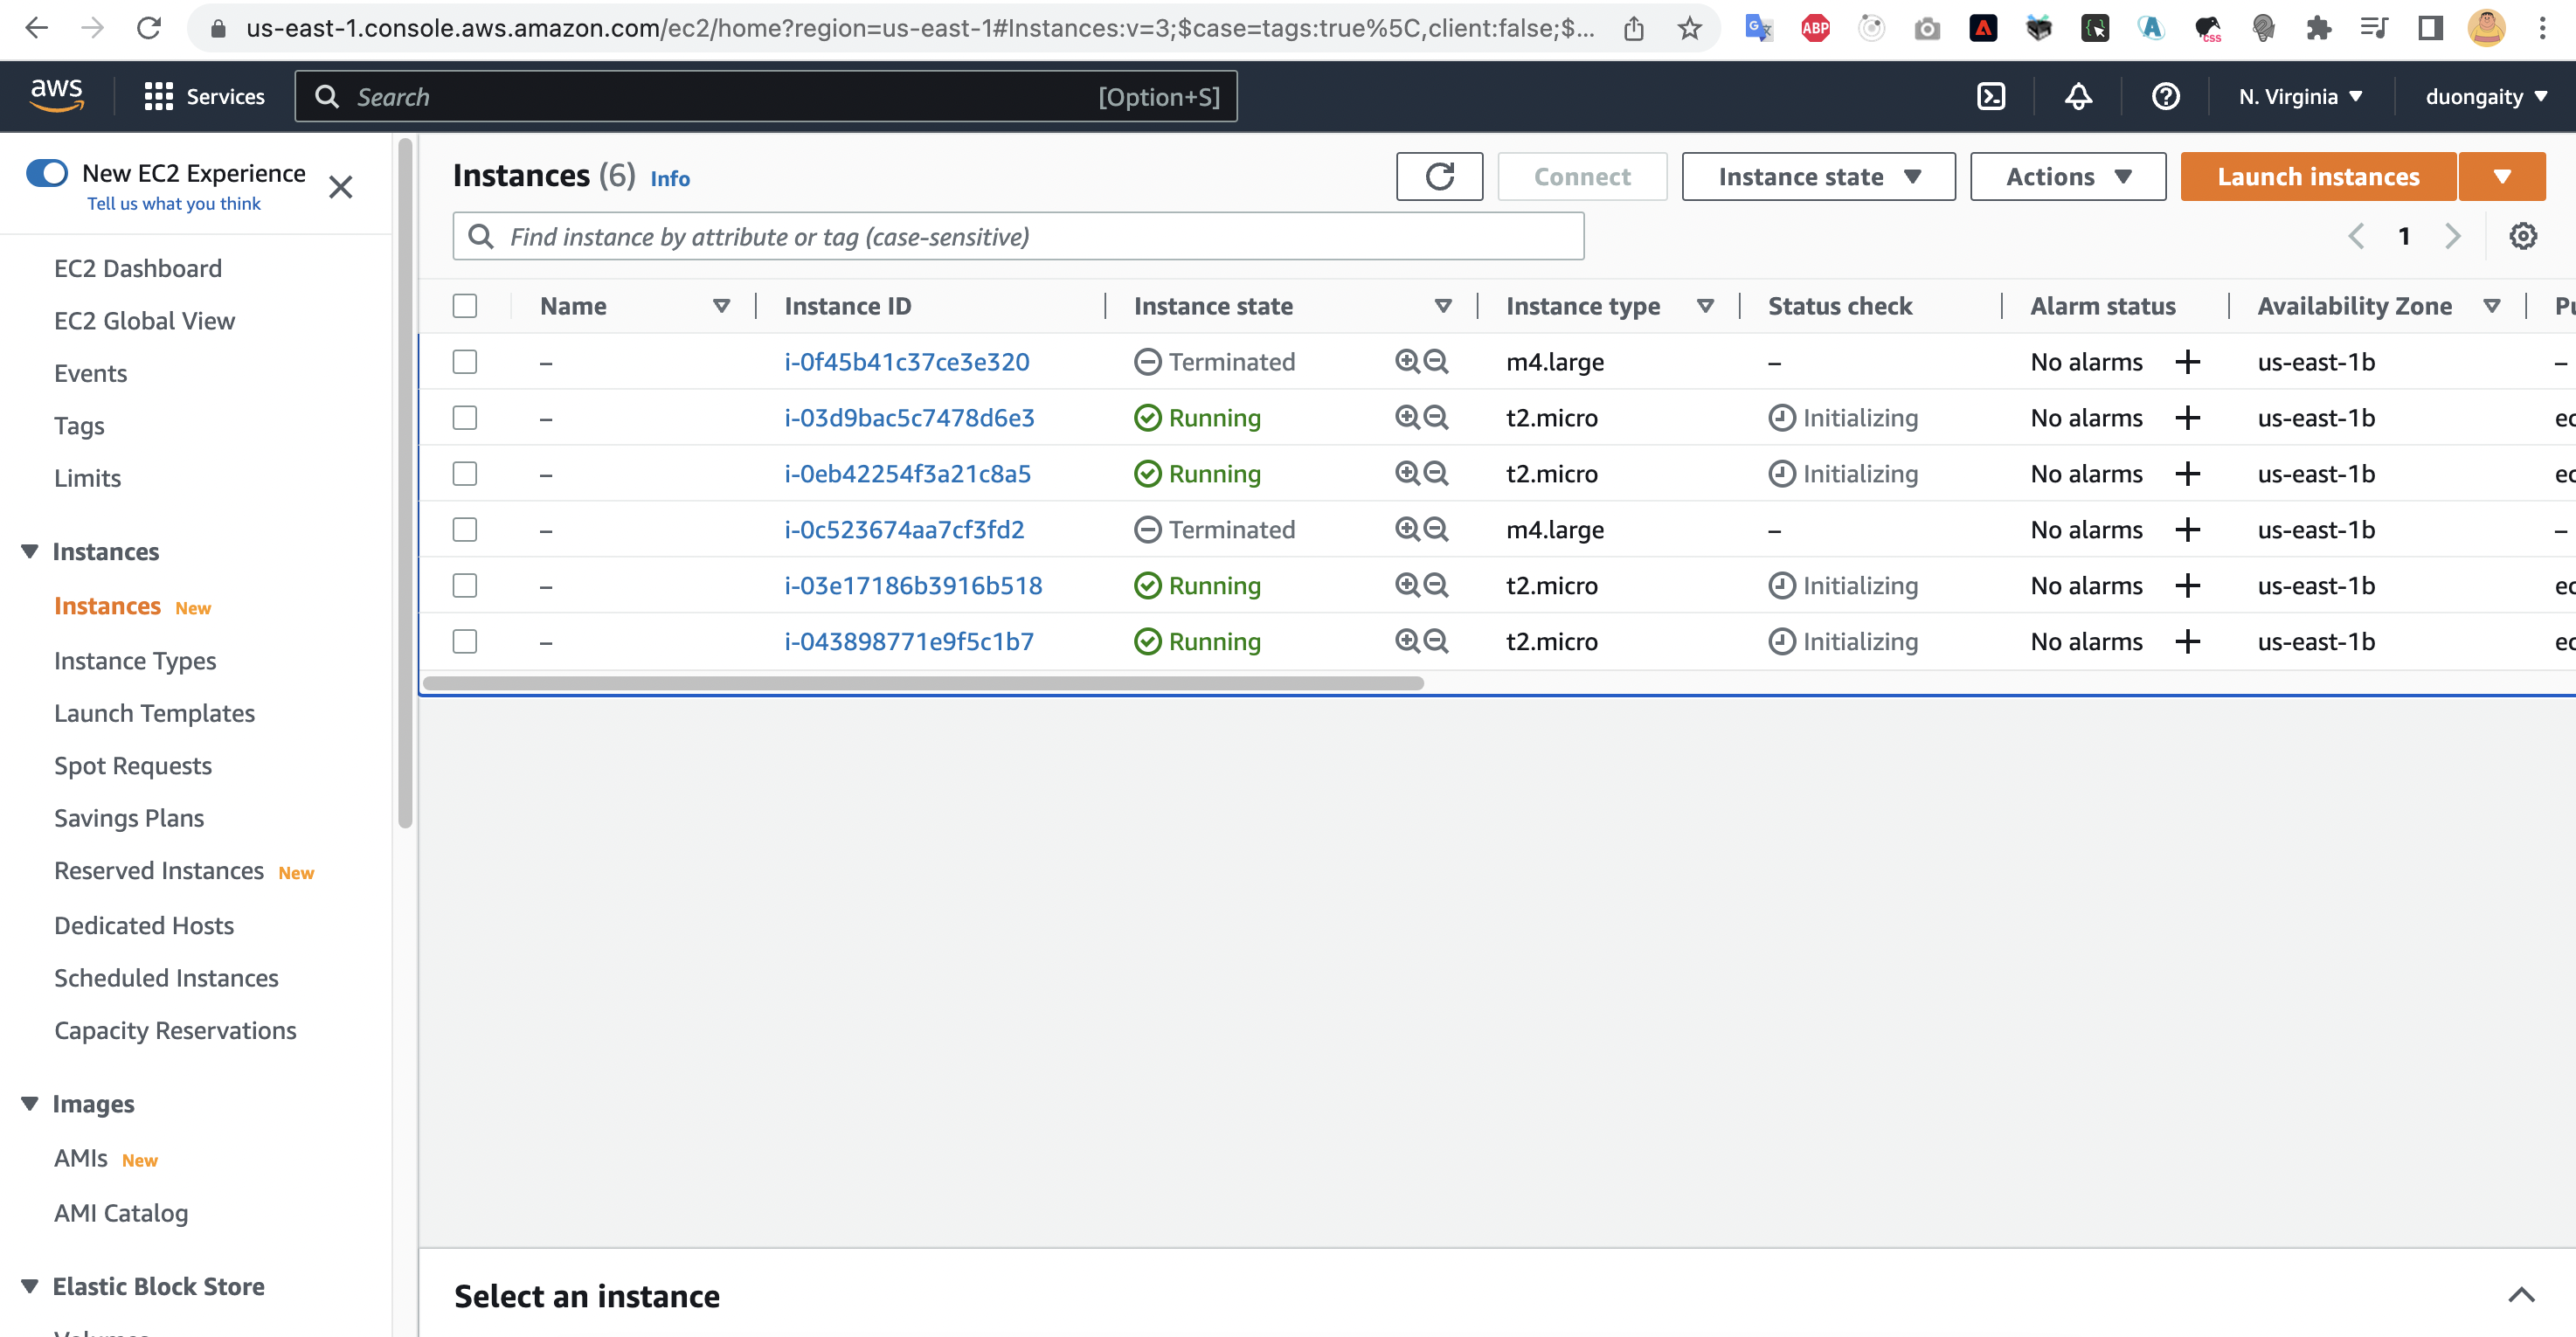 us-east-1.console.aws.amazon.com/ec2/home?region=us-east-1#Instances:v=3;$case=tags:true%5C,client:false;$...
ABP
css
aws
Services
Search
[Option+S]
N. Virginia
duongaity
New EC2 Experience
Tell us what you think
EC2 Dashboard
EC2 Global View
Events
Tags
Limits
Instances
Instances New
Instance Types
Launch Templates
Spot Requests
Savings Plans
Reserved Instances New
Dedicated Hosts
Scheduled Instances
Capacity Reservations
Images
AMIs New
AMI Catalog
Elastic Block Store
Instances (6) Info
Connect
Instance state
Actions
Launch instances
Find instance by attribute or tag (case-sensitive)
1
Name Instance ID Instance state Instance type Status check Alarm status Availability Zone
– i-0f45b41c37ce3e320 Terminated m4.large – No alarms + us-east-1b –
– i-03d9bac5c7478d6e3 Running t2.micro Initializing No alarms + us-east-1b
– i-0eb42254f3a21c8a5 Running t2.micro Initializing No alarms + us-east-1b
– i-0c523674aa7cf3fd2 Terminated m4.large – No alarms + us-east-1b –
– i-03e17186b3916b518 Running t2.micro Initializing No alarms + us-east-1b
– i-043898771e9f5c1b7 Running t2.micro Initializing No alarms + us-east-1b
Select an instance